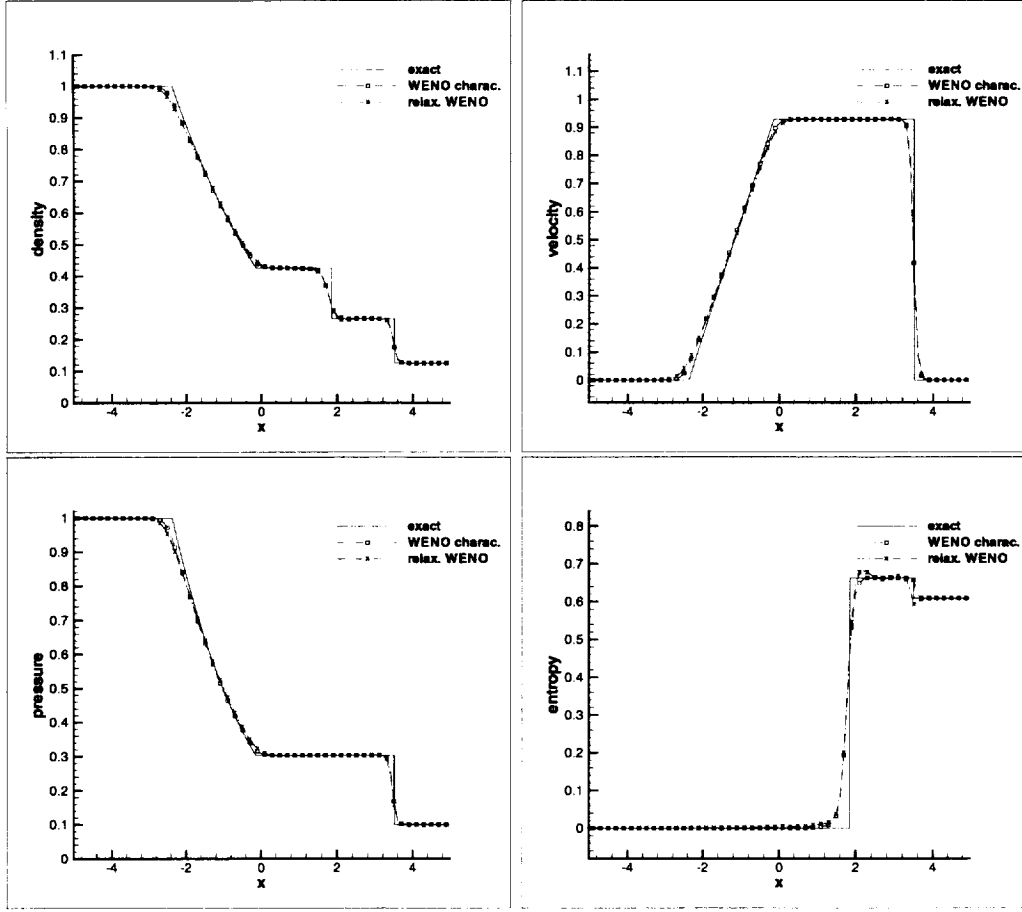 1.1
1
0.9
0.8
0.7
0.6
0.5
0.4
0.3
0.2
0.1
0
density
-4 -2 0 2 4
x
exact
WENO charac.
relax. WENO
1.1
1
0.9
0.8
0.7
0.6
0.5
0.4
0.3
0.2
0.1
0
velocity
-4 -2 0 2 4
x
exact
WENO charac.
relax. WENO
1
0.9
0.8
0.7
0.6
0.5
0.4
0.3
0.2
0.1
0
pressure
-4 -2 0 2 4
x
exact
WENO charac.
relax. WENO
0.8
0.7
0.6
0.5
0.4
0.3
0.2
0.1
0
entropy
-4 -2 0 2 4
x
exact
WENO charac.
relax. WENO